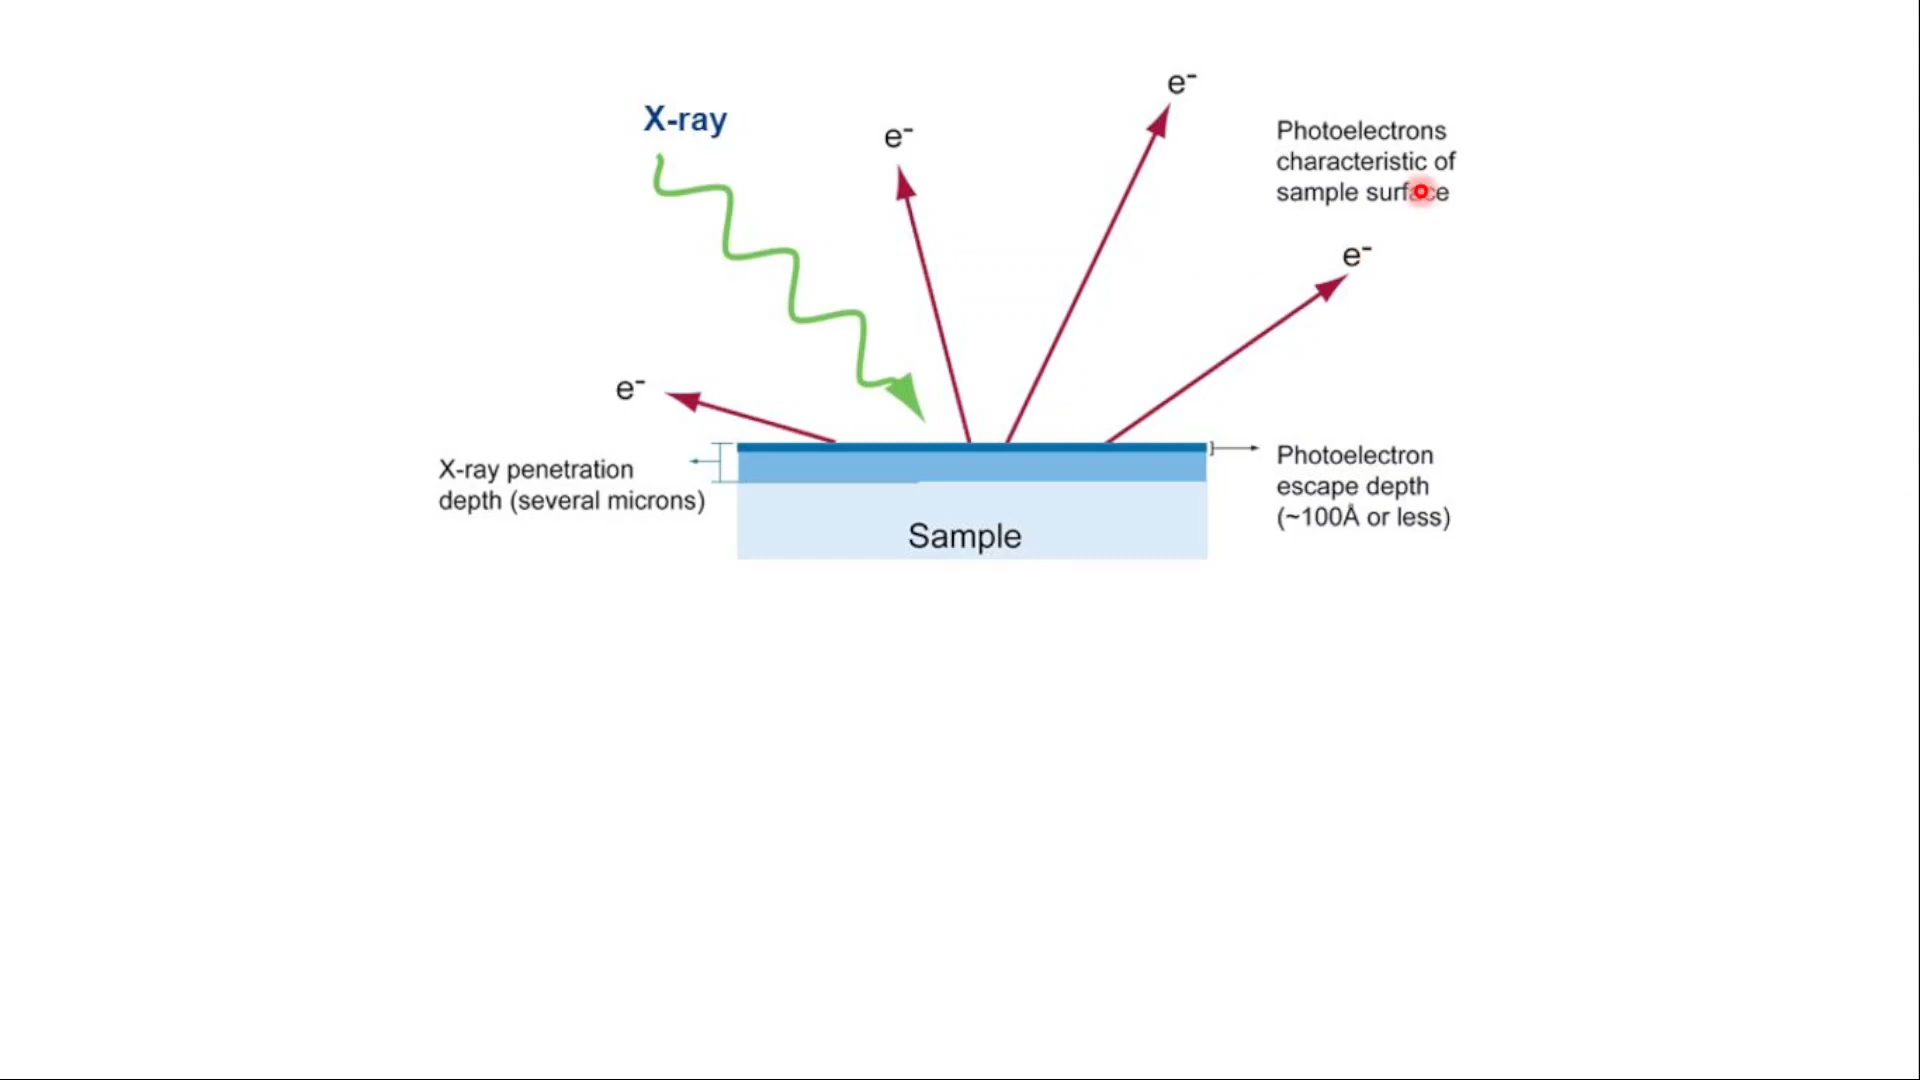 X-ray
e⁻
e⁻
Photoelectrons
characteristic of
sample surface
e⁻
e⁻
X-ray penetration
depth (several microns)
Photoelectron
escape depth
(~100Å or less)
Sample